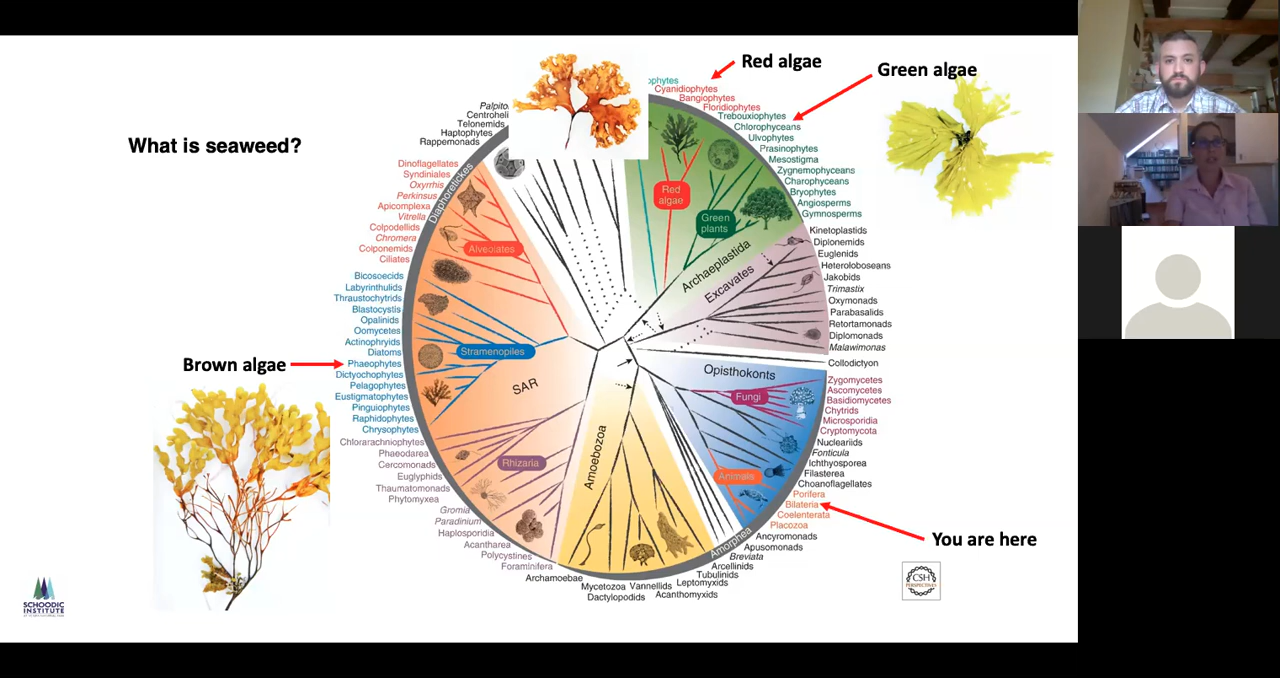 What is seaweed?
Red algae
Green algae
Brown algae
You are here
Palpito
Centroheli
Telonemids
Haptophytes
Rappemonads
Dinoflagellates
Syndiniales
Oxyrrhis
Perkinsus
Apicomplexa
Vitrella
Colpodellids
Chromera
Colponemids
Ciliates
Bicosoecids
Labyrinthulids
Thraustochytrids
Blastocystis
Opalinids
Oomycetes
Actinophryids
Diatoms
Phaeophytes
Dictyochophytes
Pelagophytes
Eustigmatophytes
Pinguiophytes
Raphidophytes
Chrysophytes
Chlorarachniophytes
Phaeodarea
Cercomonads
Euglyphids
Thaumatomonads
Phytomyxea
Gromia
Paradinium
Haplosporidia
Acantharea
Polycystines
Foraminifera
Archamoebae
Mycetozoa
Dactylopodids
Vannellids
Acanthomyxids
Leptomyxids
Tubulinids
Arcellinids
Breviata
Apusomonads
Ancyromonads
Placozoa
Coelenterata
Bilateria
Porifera
Choanoflagellates
Filasterea
Ichthyosporea
Fonticula
Nucleariids
Cryptomycota
Microsporidia
Chytrids
Basidiomycetes
Ascomycetes
Zygomycetes
Collodictyon
Malawimonas
Diplomonads
Retortamonads
Parabasalids
Oxymonads
Trimastix
Jakobids
Heteroloboseans
Euglenids
Diplonemids
Kinetoplastids
Gymnosperms
Angiosperms
Bryophytes
Charophyceans
Zygnemophyceans
Mesostigma
Prasinophytes
Ulvophytes
Chlorophyceans
Trebouxiophytes
Floridiophytes
Bangiophytes
Cyanidiophytes
ophytes
Diaphoretickes
Alveolates
Stramenopiles
SAR
Rhizaria
Amoebozoa
Amorphea
Animals
Fungi
Opisthokonts
Excavates
Archaeplastida
Green
plants
Red
algae
SCHOODIC
INSTITUTE
CSH
PERSPECTIVES